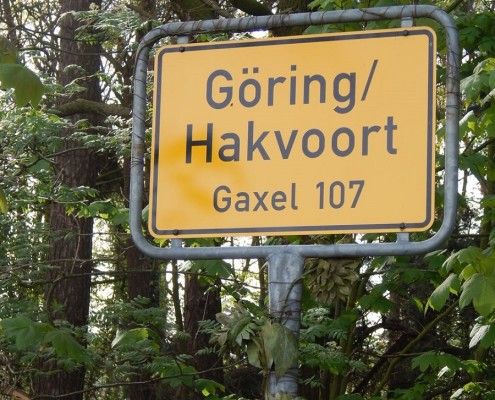 Göring/
Hakvoort
Gaxel 107